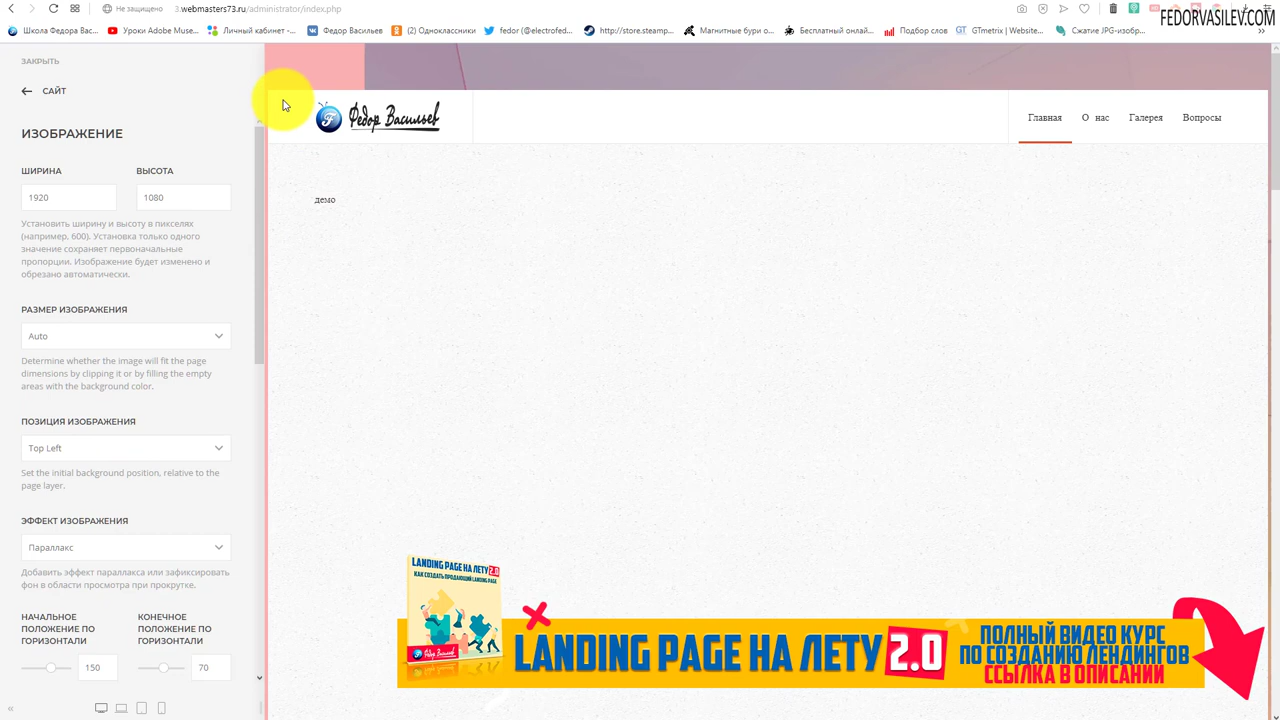 Не защищено
3.webmasters73.ru/administrator/index.php
FEDORVASILEV.COM
Школа Федора Вас...
Уроки Adobe Muse...
Личный кабинет -...
Федор Васильев
(2) Одноклассники
fedor (@electrofed...
http://store.steamp...
Магнитные бури о...
Бесплатный онлай...
Подбор слов
GTmetrix | Website...
Сжатие JPG-изобр...
ЗАКРЫТЬ
САЙТ
ИЗОБРАЖЕНИЕ
ШИРИНА
ВЫСОТА
1920
1080
Установить ширину и высоту в пикселях
(например, 600). Установка только одного
значение сохраняет первоначальные
пропорции. Изображение будет изменено и
обрезано автоматически.
РАЗМЕР ИЗОБРАЖЕНИЯ
Auto
Determine whether the image will fit the page
dimensions by clipping it or by filling the empty
areas with the background color.
ПОЗИЦИЯ ИЗОБРАЖЕНИЯ
Top Left
Set the initial background position, relative to the
page layer.
ЭФФЕКТ ИЗОБРАЖЕНИЯ
Параллакс
Добавить эффект параллакса или зафиксировать
фон в области просмотра при прокрутке.
НАЧАЛЬНОЕ
ПОЛОЖЕНИЕ ПО
ГОРИЗОНТАЛИ
КОНЕЧНОЕ
ПОЛОЖЕНИЕ ПО
ГОРИЗОНТАЛИ
150
70
Федор Васильев
Главная
О нас
Галерея
Вопросы
демо
LANDING PAGE НА ЛЕТУ 2.0
КАК СОЗДАТЬ ПРОДАЮЩИЙ LANDING PAGE
Федор Васильев
LANDING PAGE НА ЛЕТУ 2.0
ПОЛНЫЙ ВИДЕО КУРС
ПО СОЗДАНИЮ ЛЕНДИНГОВ
ССЫЛКА В ОПИСАНИИ